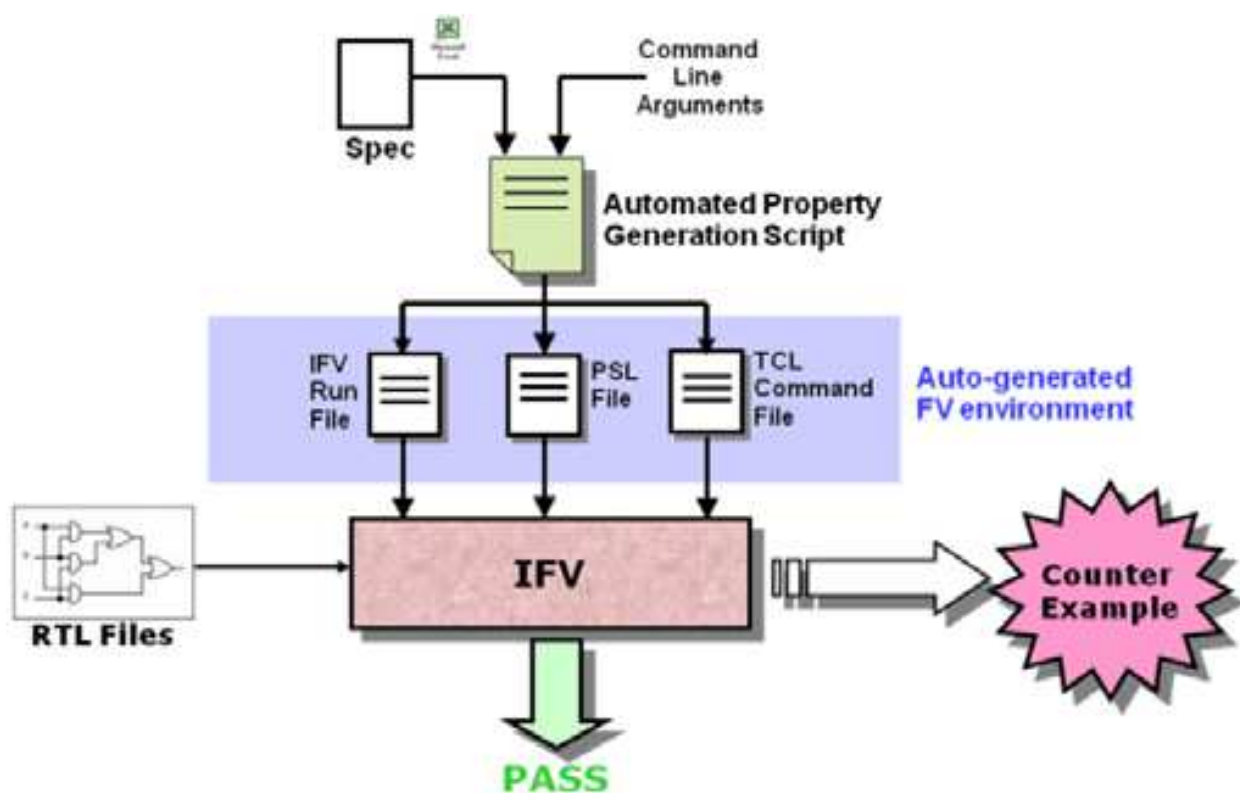 Command
Line
Arguments
Spec
Automated Property
Generation Script
IFV
Run
File
PSL
File
TCL
Command
File
Auto-generated
FV environment
IFV
RTL Files
Counter
Example
PASS